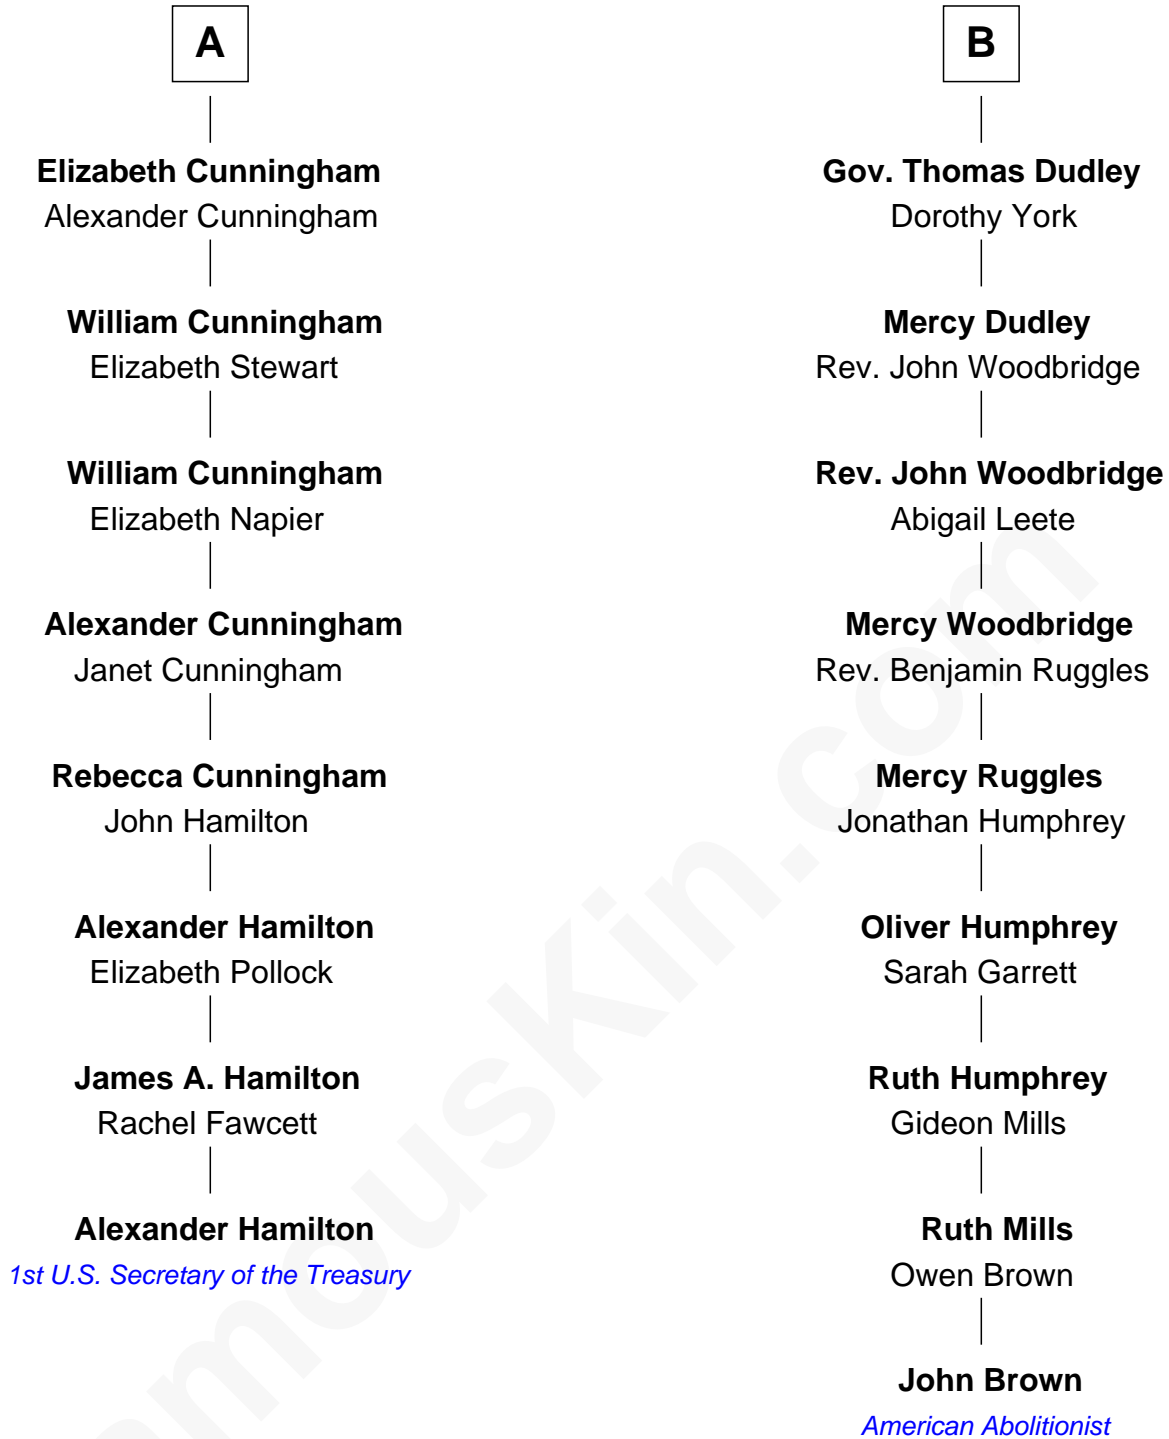 A
Elizabeth Cunningham
Alexander Cunningham
William Cunningham
Elizabeth Stewart
William Cunningham
Elizabeth Napier
Alexander Cunningham
Janet Cunningham
Rebecca Cunningham
John Hamilton
Alexander Hamilton
Elizabeth Pollock
James A. Hamilton
Rachel Fawcett
Alexander Hamilton
1st U.S. Secretary of the Treasury
B
Gov. Thomas Dudley
Dorothy York
Mercy Dudley
Rev. John Woodbridge
Rev. John Woodbridge
Abigail Leete
Mercy Woodbridge
Rev. Benjamin Ruggles
Mercy Ruggles
Jonathan Humphrey
Oliver Humphrey
Sarah Garrett
Ruth Humphrey
Gideon Mills
Ruth Mills
Owen Brown
John Brown
American Abolitionist
amouskin.com